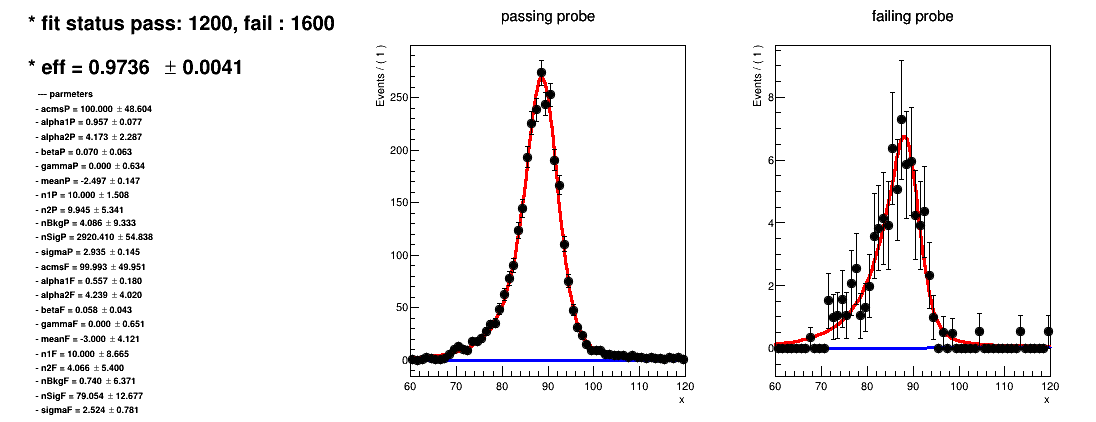 * fit status pass: 1200, fail : 1600
* eff = 0.9736 ± 0.0041
--- parmeters
- acmsP = 100.000 ± 48.604
- alpha1P = 0.957 ± 0.077
- alpha2P = 4.173 ± 2.287
- betaP = 0.070 ± 0.063
- gammaP = 0.000 ± 0.634
- meanP = -2.497 ± 0.147
- n1P = 10.000 ± 1.508
- n2P = 9.945 ± 5.341
- nBkgP = 4.086 ± 9.333
- nSigP = 2920.410 ± 54.838
- sigmaP = 2.935 ± 0.145
- acmsF = 99.993 ± 49.951
- alpha1F = 0.557 ± 0.180
- alpha2F = 4.239 ± 4.020
- betaF = 0.058 ± 0.043
- gammaF = 0.000 ± 0.651
- meanF = -3.000 ± 4.121
- n1F = 10.000 ± 8.665
- n2F = 4.066 ± 5.400
- nBkgF = 0.740 ± 6.371
- nSigF = 79.054 ± 12.677
- sigmaF = 2.524 ± 0.781
passing probe
Events / ( 1 )
250
200
150
100
50
0
60 70 80 90 100 110 120
x
failing probe
Events / ( 1 )
8
6
4
2
0
60 70 80 90 100 110 120
x